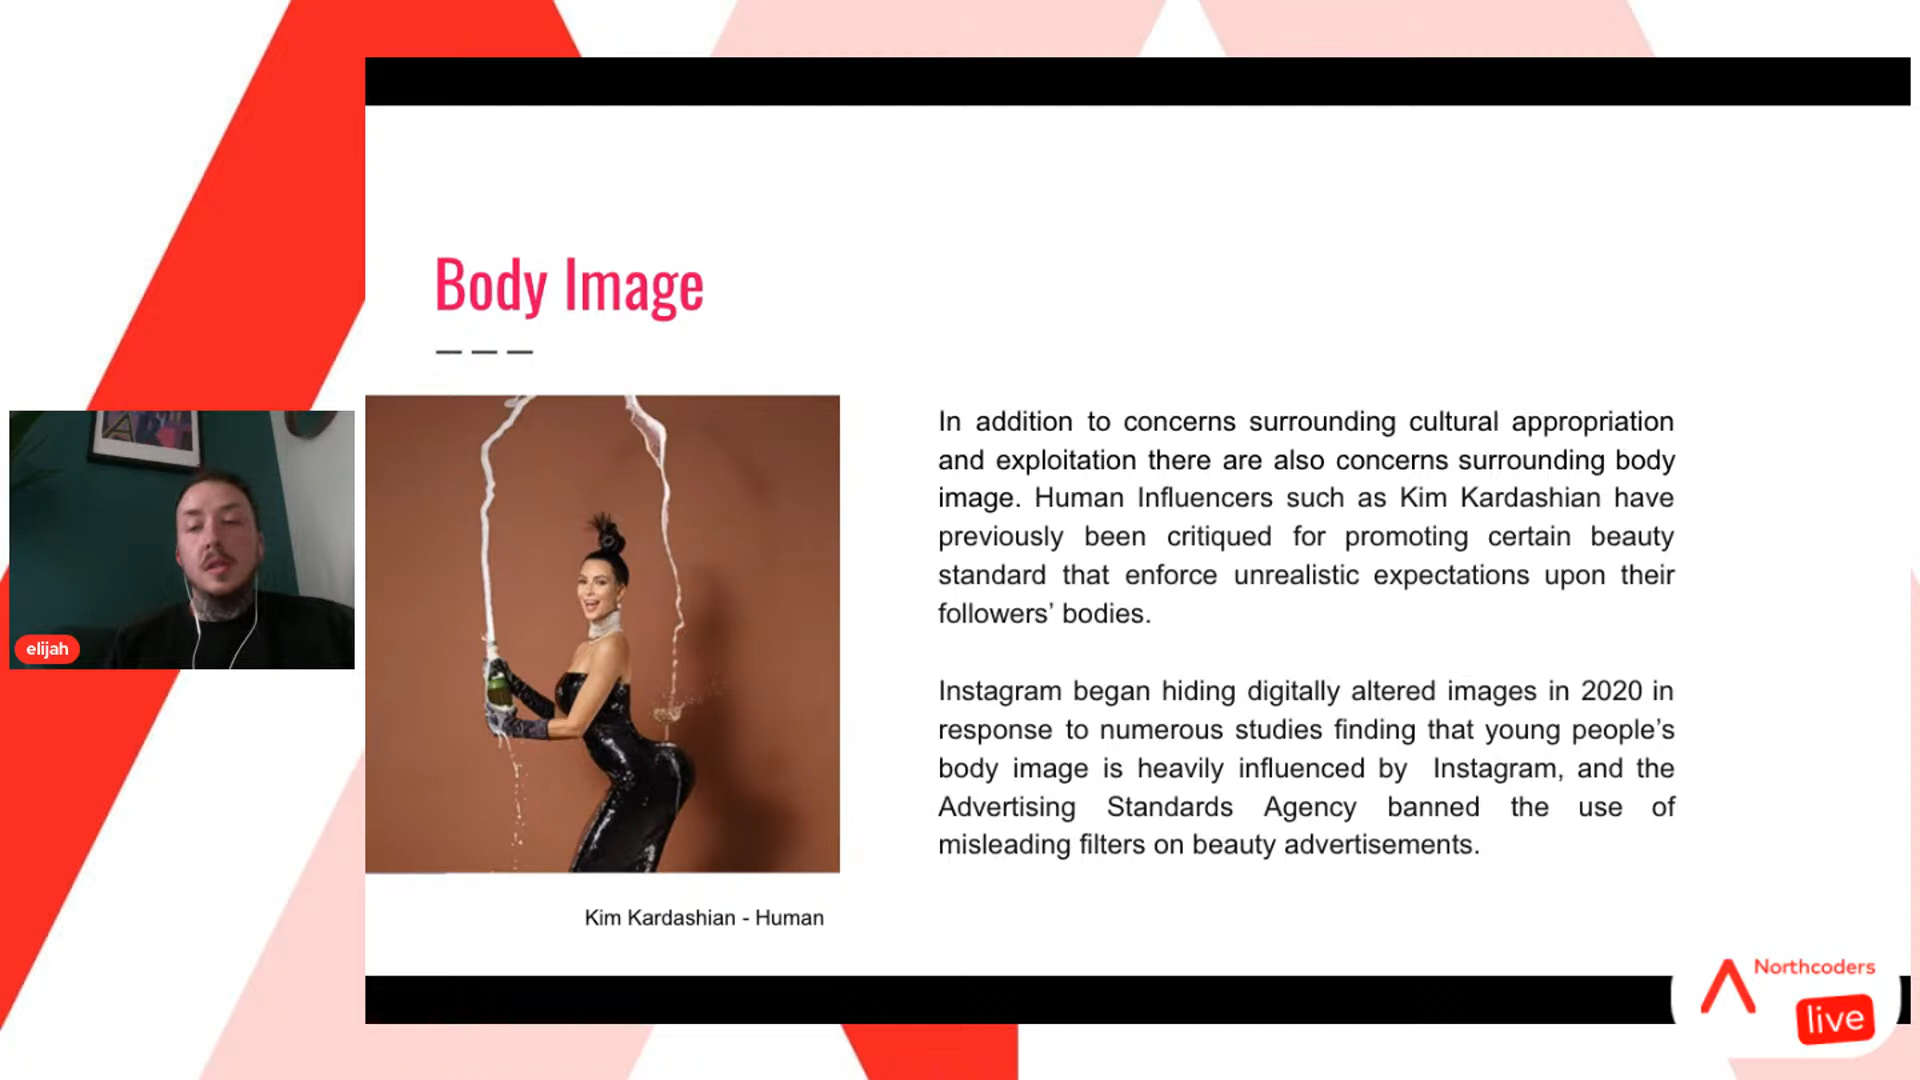 Body Image
elijah
In addition to concerns surrounding cultural appropriation
and exploitation there are also concerns surrounding body
image. Human Influencers such as Kim Kardashian have
previously been critiqued for promoting certain beauty
standard that enforce unrealistic expectations upon their
followers’ bodies.
Instagram began hiding digitally altered images in 2020 in
response to numerous studies finding that young people’s
body image is heavily influenced by Instagram, and the
Advertising Standards Agency banned the use of
misleading filters on beauty advertisements.
Kim Kardashian - Human
Northcoders
live